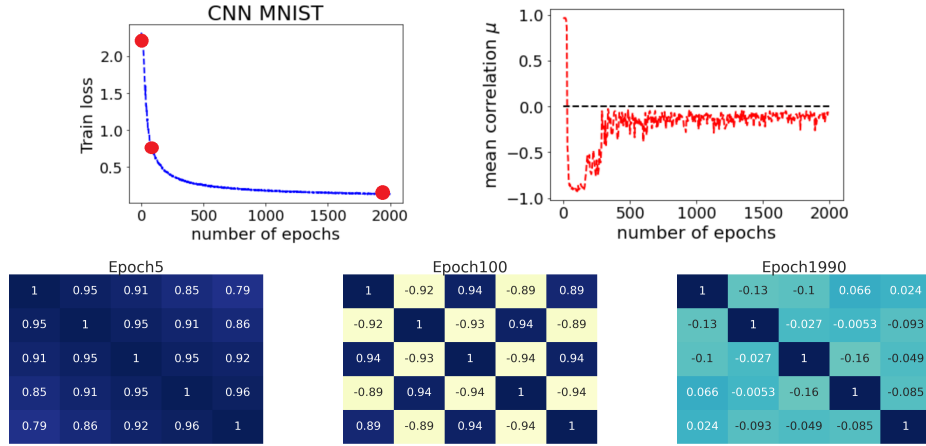 CNN MNIST
Train loss
2.0
1.5
1.0
0.5
0 500 1000 1500 2000
number of epochs
mean correlation μ
1.0
0.5
0.0
−0.5
−1.0
0 500 1000 1500 2000
number of epochs
Epoch5
1 0.95 0.91 0.85 0.79
0.95 1 0.95 0.91 0.86
0.91 0.95 1 0.95 0.92
0.85 0.91 0.95 1 0.96
0.79 0.86 0.92 0.96 1
Epoch100
1 -0.92 0.94 -0.89 0.89
-0.92 1 -0.93 0.94 -0.89
0.94 -0.93 1 -0.94 0.94
-0.89 0.94 -0.94 1 -0.94
0.89 -0.89 0.94 -0.94 1
Epoch1990
1 -0.13 -0.1 0.066 0.024
-0.13 1 -0.027 -0.0053 -0.093
-0.1 -0.027 1 -0.16 -0.049
0.066 -0.0053 -0.16 1 -0.085
0.024 -0.093 -0.049 -0.085 1